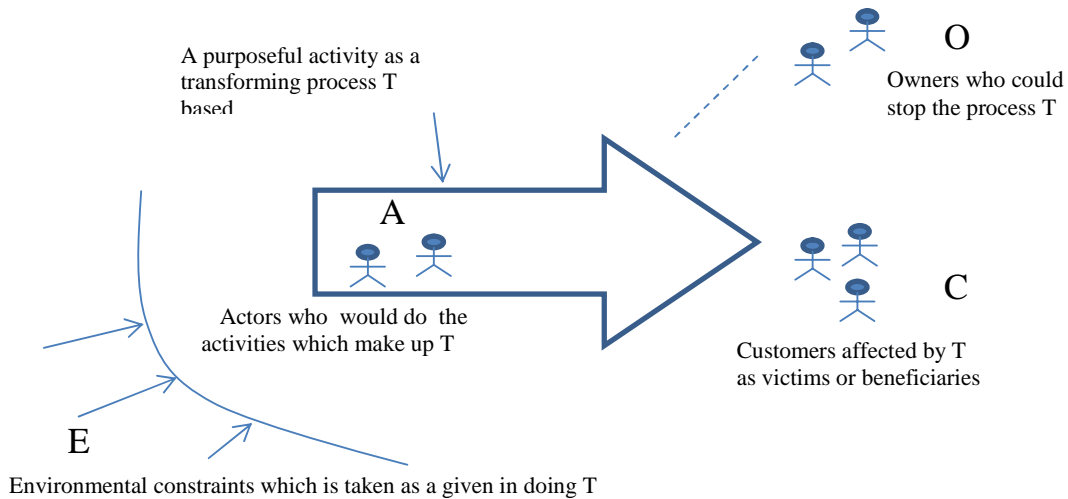 A purposeful activity as a
transforming process T
based
O
Owners who could
stop the process T
A
Actors who would do the
activities which make up T
C
Customers affected by T
as victims or beneficiaries
E
Environmental constraints which is taken as a given in doing T